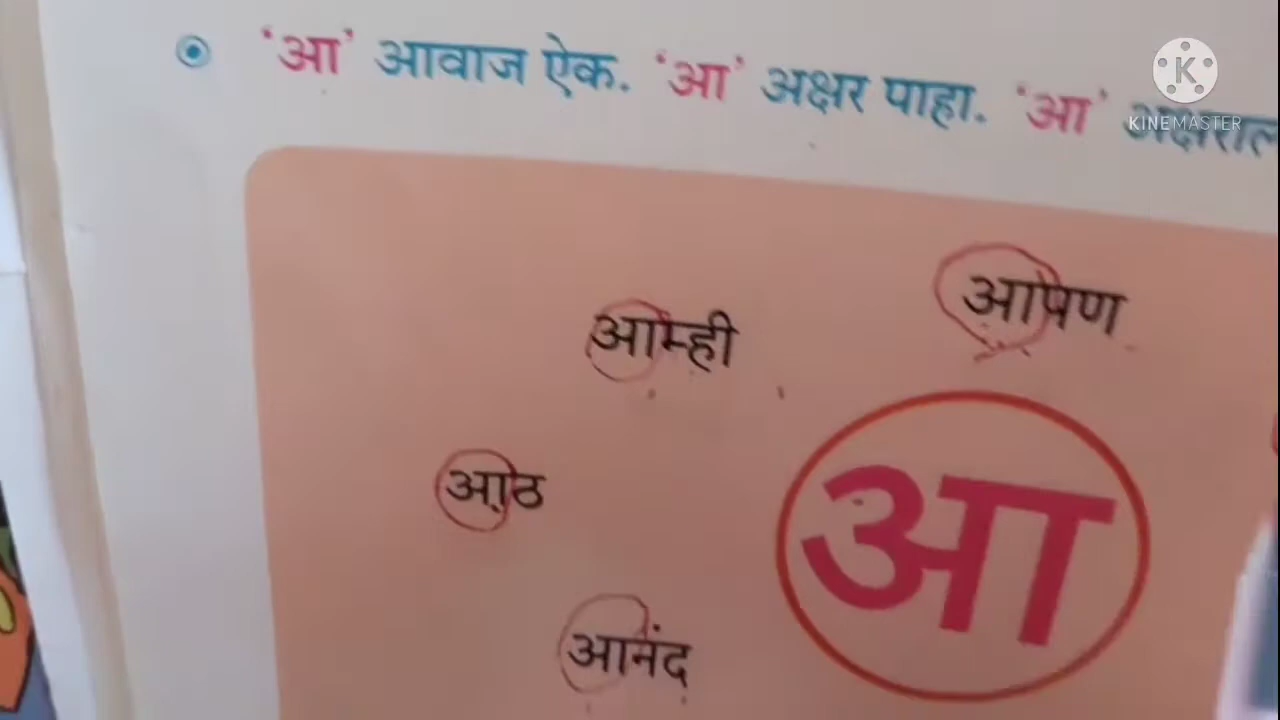 'आ' आवाज ऐक. 'आ' अक्षर पाहा. 'आ'
KINEMASTER
आपण
आम्ही
आठ
आ
आनंद